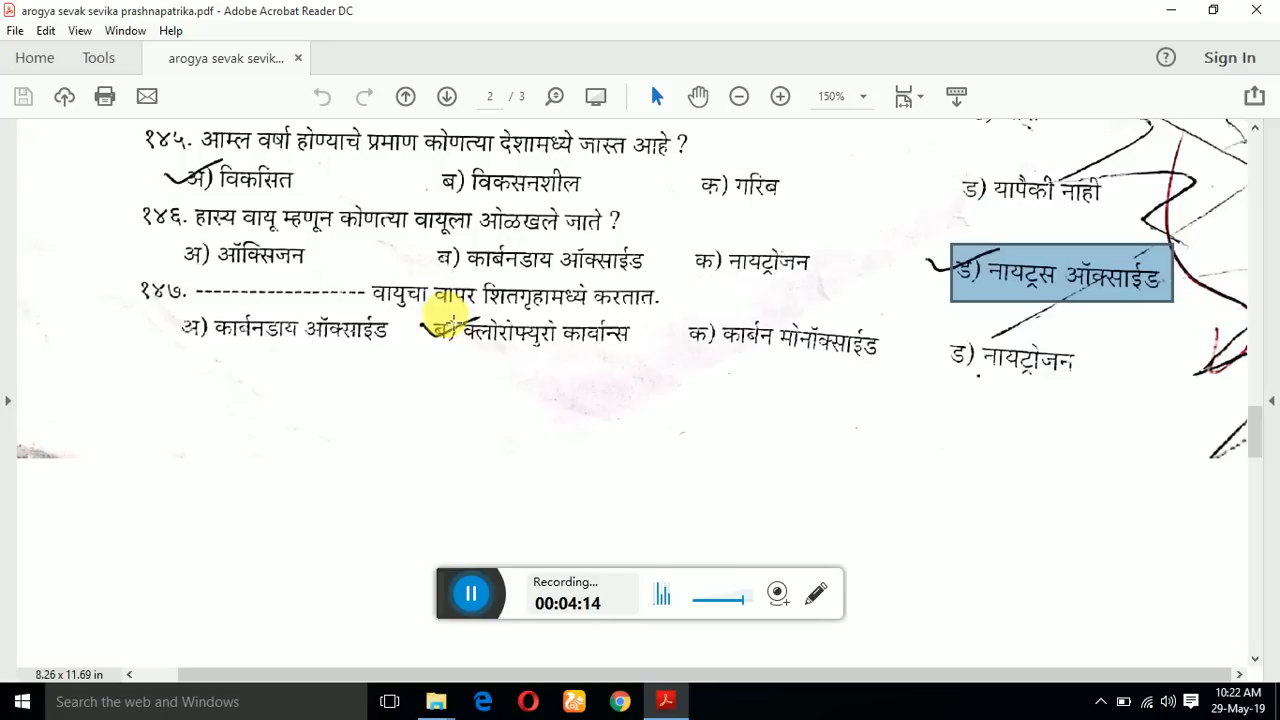 arogya sevak sevika prashnapatrika.pdf - Adobe Acrobat Reader DC
File Edit View Window Help
Home Tools arogya sevak sevik... × Sign In
2 / 3 150%
१४५. आम्ल वर्षा होण्याचे प्रमाण कोणत्या देशामध्ये जास्त आहे ?
अ) विकसित ब) विकसनशील क) गरिब ड) यापैकी नाही
१४६. हास्य वायू म्हणून कोणत्या वायूला ओळखले जाते ?
अ) ऑक्सिजन ब) कार्बनडाय ऑक्साईड क) नायट्रोजन ड) नायट्रस ऑक्साईड
१४७. -------------------- वायुचा वापर शितगृहामध्ये करतात.
अ) कार्बनडाय ऑक्साईड ब) क्लोरोफ्युरो कार्वान्स क) कार्बन मोनॉक्साईड ड) नायट्रोजन
Recording...
00:04:14
8.26 x 11.69 in
Search the web and Windows
10:22 AM
29-May-19